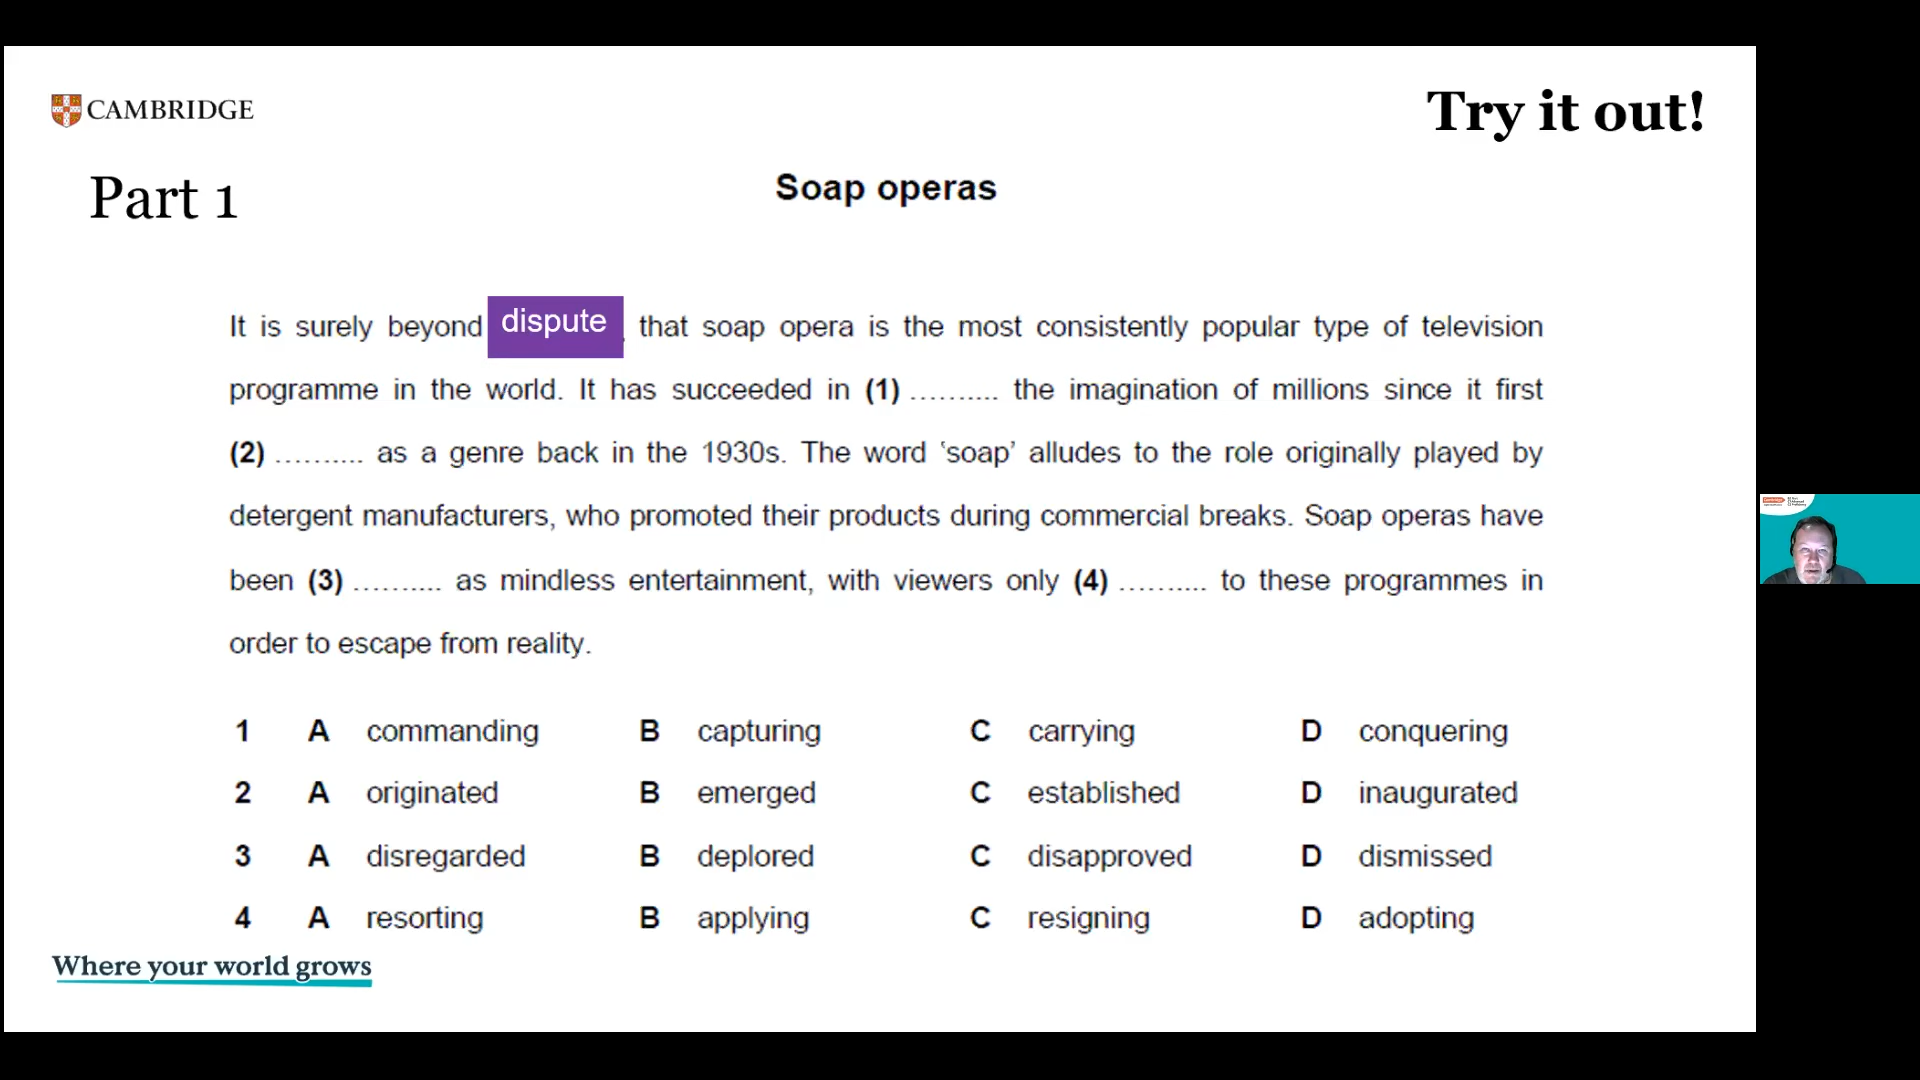 CAMBRIDGE
Try it out!
Part 1
Soap operas
It is surely beyond dispute, that soap opera is the most consistently popular type of television
programme in the world. It has succeeded in (1) .......... the imagination of millions since it first
(2) .......... as a genre back in the 1930s. The word ‘soap’ alludes to the role originally played by
detergent manufacturers, who promoted their products during commercial breaks. Soap operas have
been (3) .......... as mindless entertainment, with viewers only (4) .......... to these programmes in
order to escape from reality.
1 A commanding B capturing C carrying D conquering
2 A originated B emerged C established D inaugurated
3 A disregarded B deplored C disapproved D dismissed
4 A resorting B applying C resigning D adopting
Where your world grows